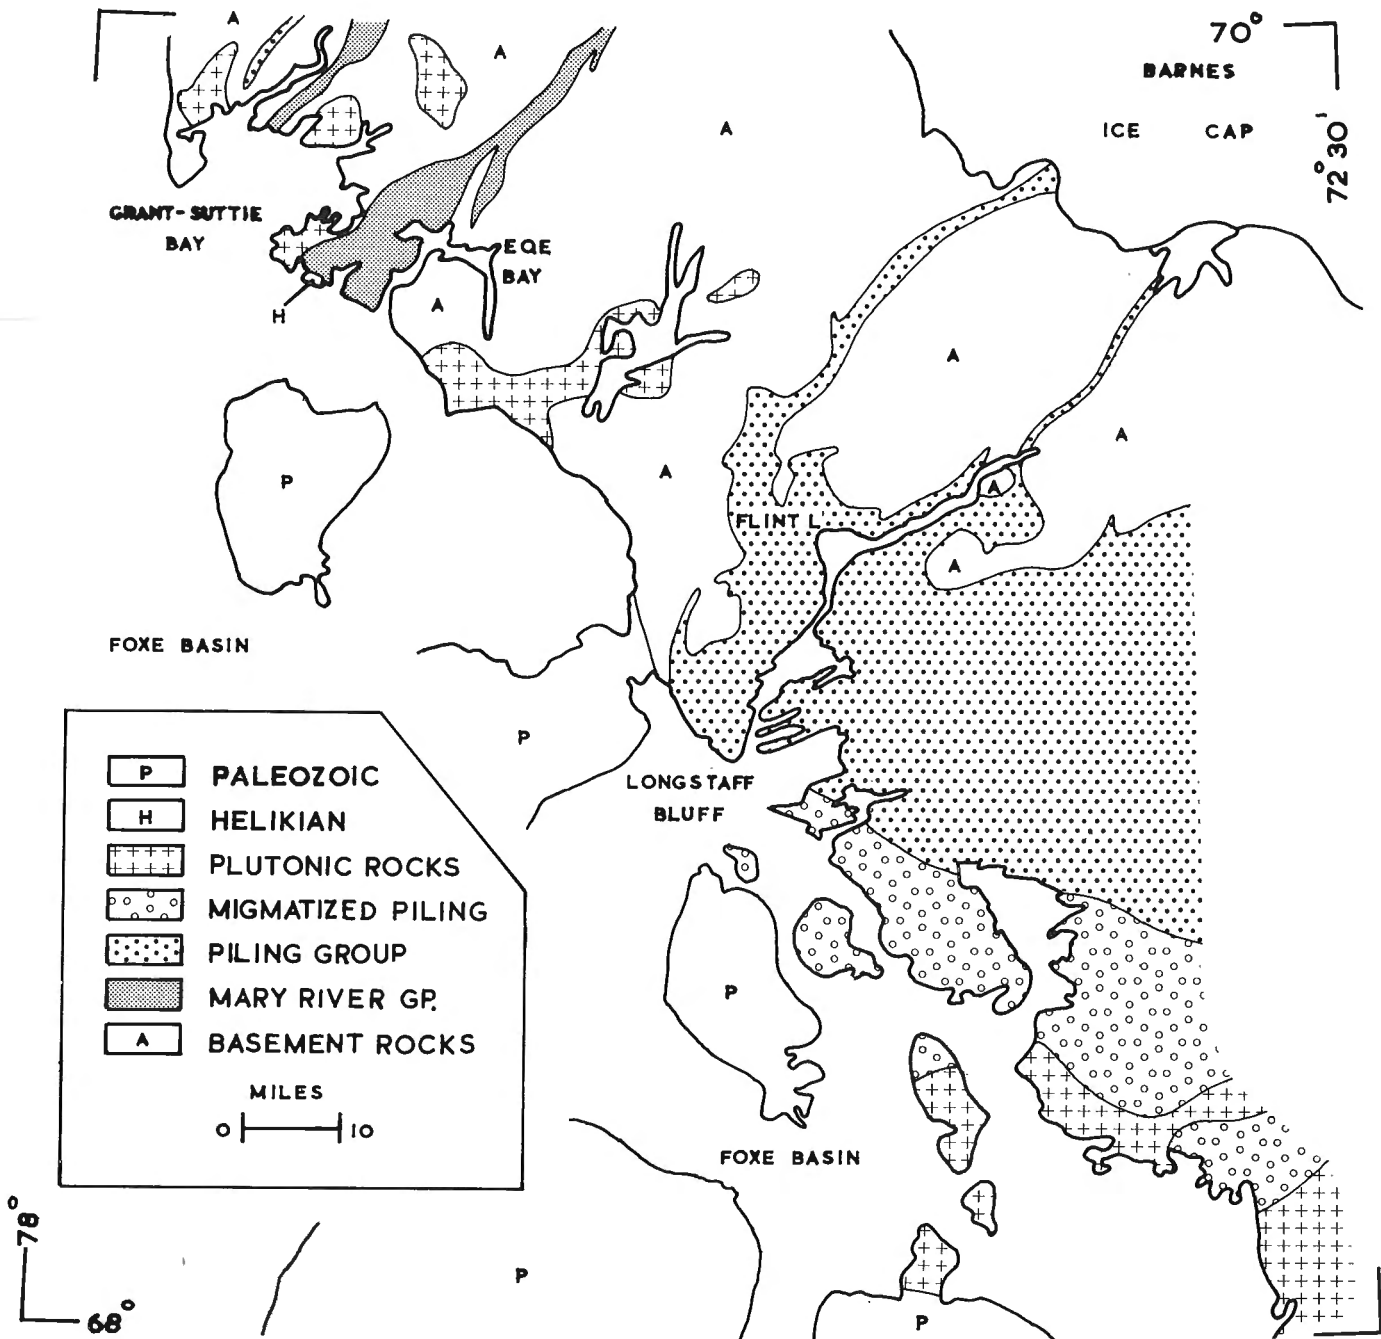 A
A
70°
BARNES
ICE CAP
72° 30'
A
GRANT-SUTTIE
BAY
EQE
BAY
A
H
A
A
P
A
A
FLINT L
A
FOXE BASIN
P
LONGSTAFF
BLUFF
P PALEOZOIC
H HELIKIAN
PLUTONIC ROCKS
MIGMATIZED PILING
PILING GROUP
MARY RIVER GP.
A BASEMENT ROCKS
MILES
0 10
P
FOXE BASIN
78°
68°
P
P